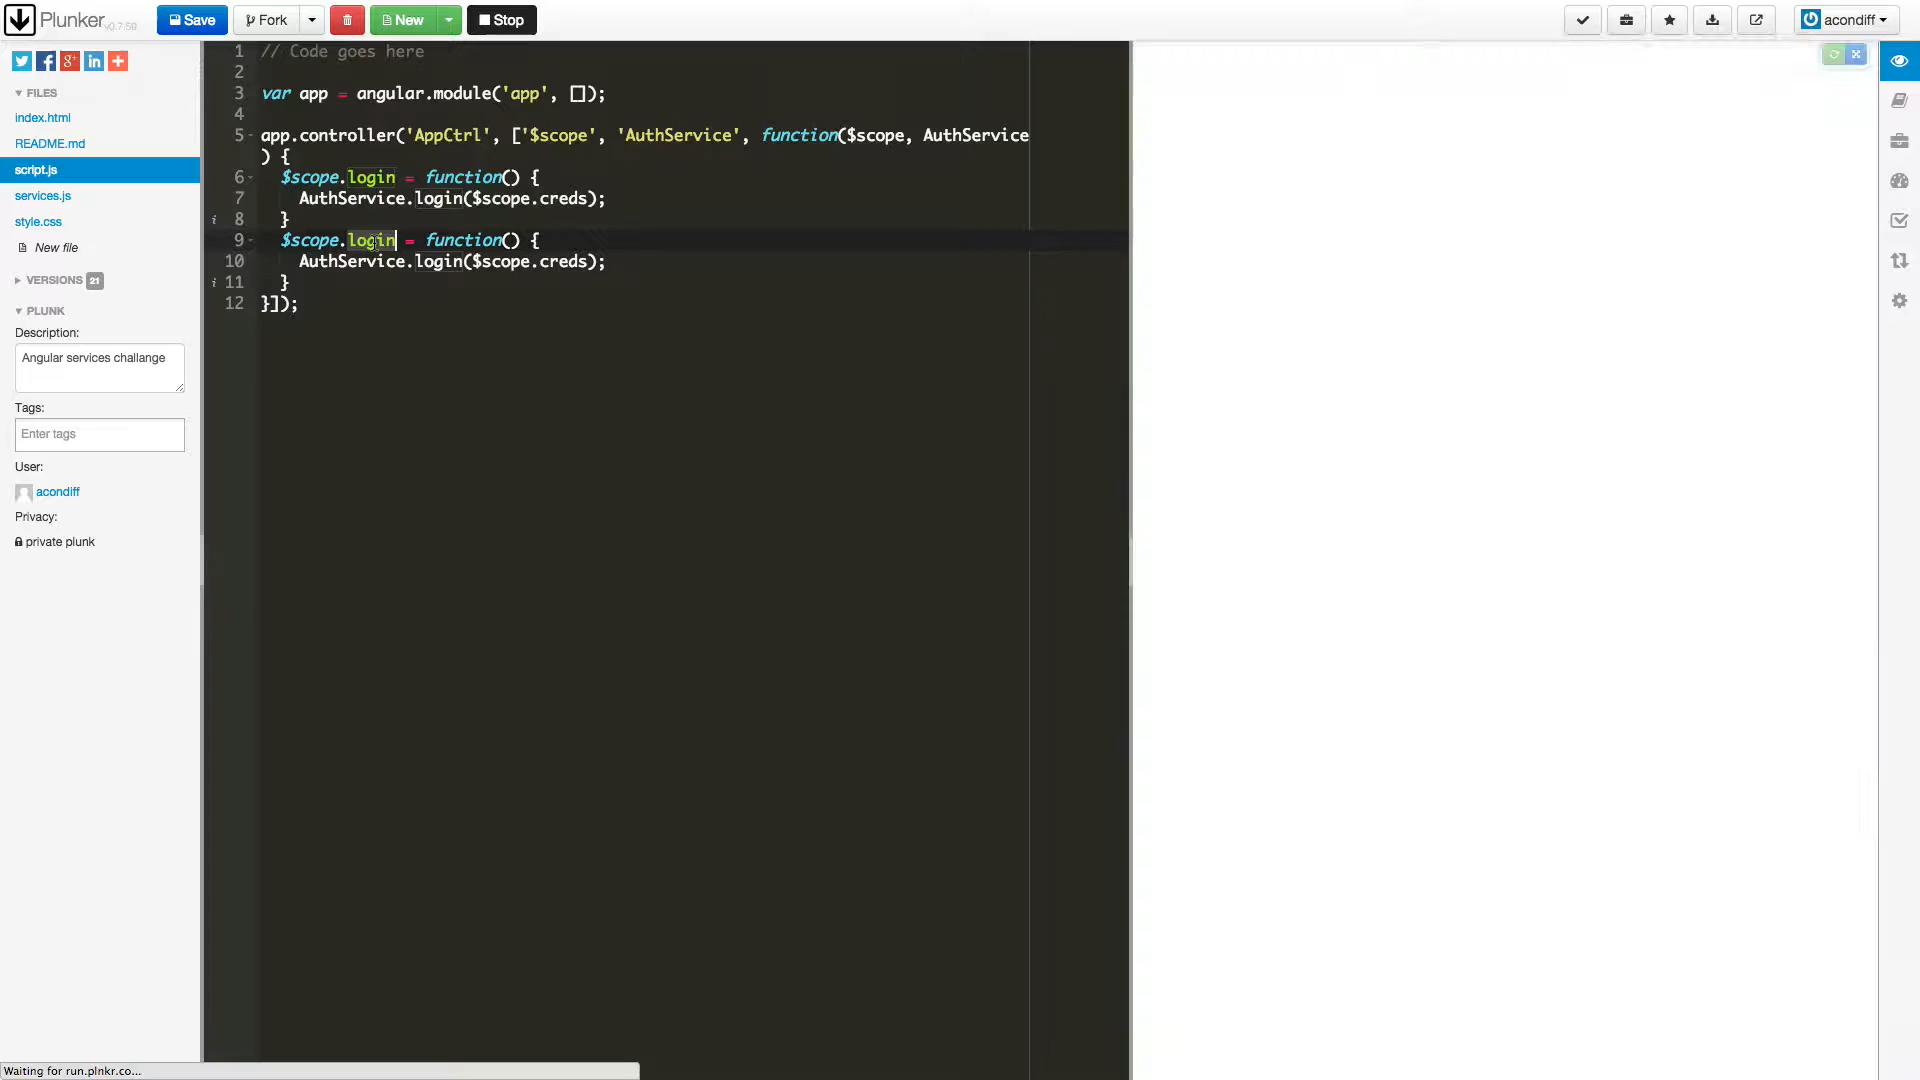 Plunker v0.7.59 Save Fork New Stop acondiff
FILES
index.html
README.md
script.js
services.js
style.css
New file
VERSIONS 21
PLUNK
Description:
Angular services challange
Tags:
Enter tags
User:
acondiff
Privacy:
private plunk
1 // Code goes here
2
3 var app = angular.module('app', []);
4
5 app.controller('AppCtrl', ['$scope', 'AuthService', function($scope, AuthService
) {
6 $scope.login = function() {
7 AuthService.login($scope.creds);
8 }
9 $scope.login = function() {
10 AuthService.login($scope.creds);
11 }
12 }]);
Waiting for run.plnkr.co...